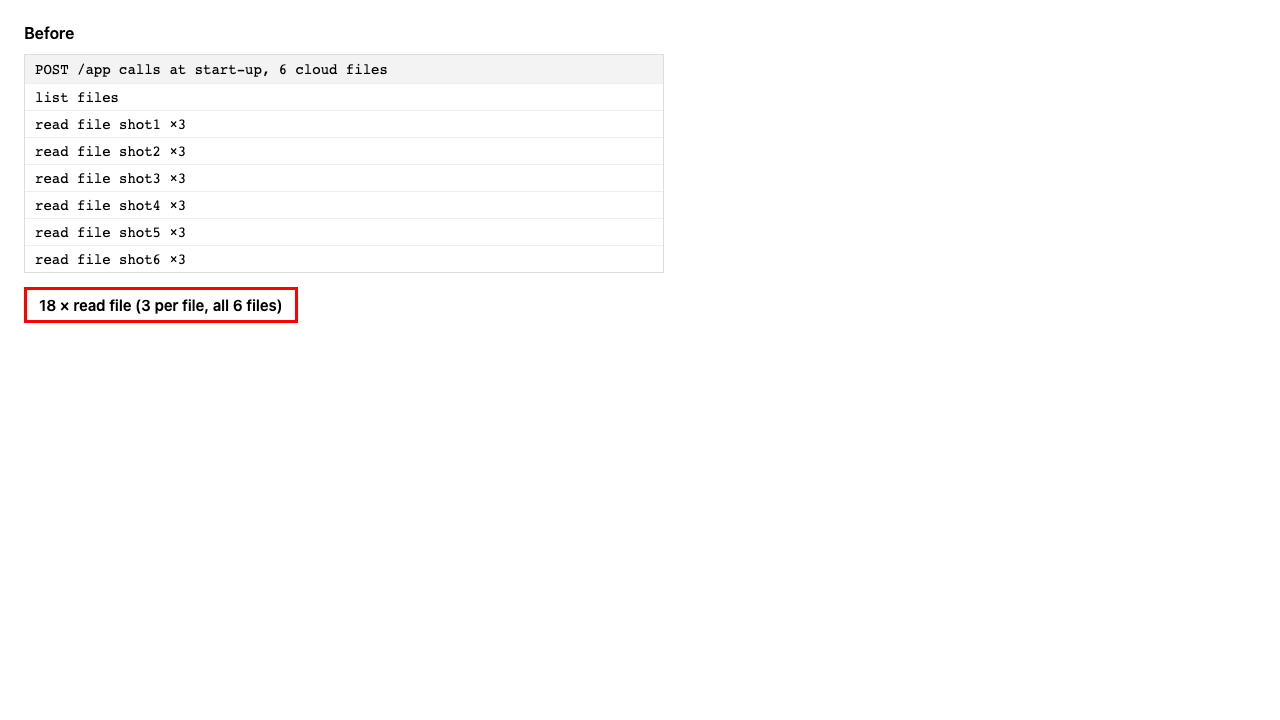 Before
POST /app calls at start-up, 6 cloud files
list files
read file shot1 ×3
read file shot2 ×3
read file shot3 ×3
read file shot4 ×3
read file shot5 ×3
read file shot6 ×3
18 × read file (3 per file, all 6 files)